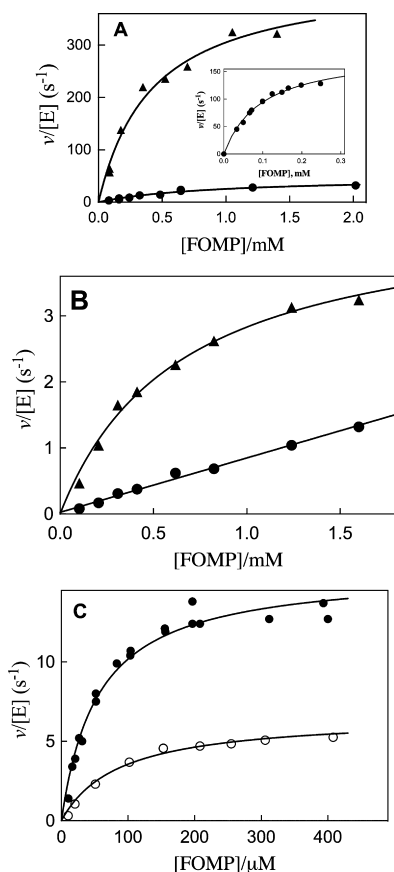 A
v/[E] (s⁻¹)
300
200
100
0
0.0 0.5 1.0 1.5 2.0
[FOMP]/mM
v/[E] (s⁻¹)
150
100
50
0
0.0 0.1 0.2 0.3
[FOMP], mM
B
v/[E] (s⁻¹)
3
2
1
0
0.0 0.5 1.0 1.5
[FOMP]/mM
C
v/[E] (s⁻¹)
10
5
0
0 100 200 300 400
[FOMP]/μM